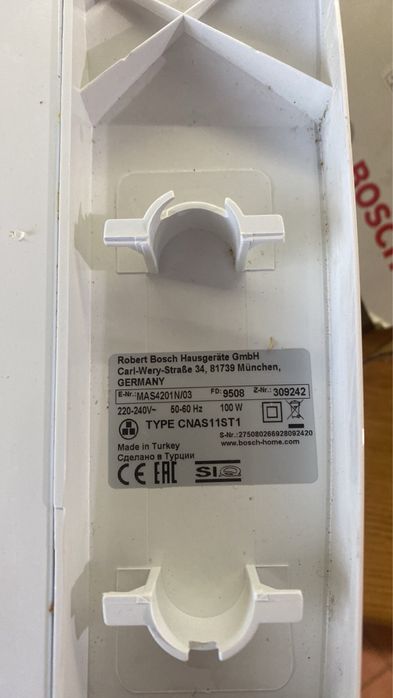 BOSCH
Robert Bosch Hausgeräte GmbH
Carl-Wery-Straße 34, 81739 München,
GERMANY
E-Nr.: MAS4201N/03 FD: 9508 Z-Nr.: 309242
220-240V~ 50-60 Hz 100 W
TYPE CNAS11ST1
S-Nr.: 275080266928092420
Made in Turkey www.bosch-home.com
Сделано в Турции
CE EAC SI